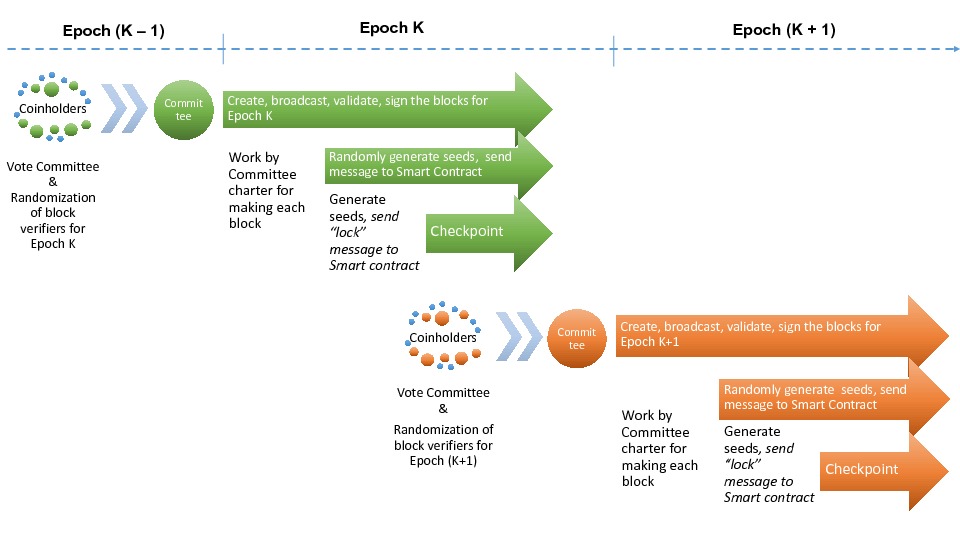 Epoch (K – 1)
Epoch K
Epoch (K + 1)
Coinholders
Commit
tee
Create, broadcast, validate, sign the blocks for
Epoch K
Vote Committee
&
Randomization
of block
verifiers for
Epoch K
Work by
Committee
charter for
making each
block
Randomly generate seeds,  send
message to Smart Contract
Generate
seeds, send
“lock”
message to
Smart contract
Checkpoint
Coinholders
Commit
tee
Create, broadcast, validate, sign the blocks for
Epoch K+1
Vote Committee
&
Randomization of
block verifiers for
Epoch (K+1)
Work by
Committee
charter for
making each
block
Randomly generate  seeds, send
message to Smart Contract
Generate
seeds, send
“lock”
message to
Smart contract
Checkpoint